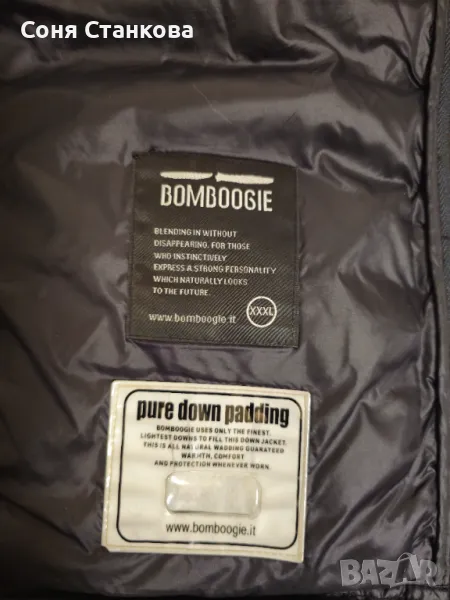 Соня Станкова
BOMBOOGIE
BLENDING IN WITHOUT
DISAPPEARING. FOR THOSE
WHO INSTINCTIVELY
EXPRESS A STRONG PERSONALITY
WHICH NATURALLY LOOKS
TO THE FUTURE.
www.bomboogie.it
XXXL
pure down padding
BOMBOOGIE USES ONLY THE FINEST,
LIGHTEST DOWNS TO FILL THIS DOWN JACKET.
THIS IS ALL NATURAL WADDING GUARANTEED
WARMTH, COMFORT
AND PROTECTION WHENEVER WORN.
www.bomboogie.it
BAZAR.bg